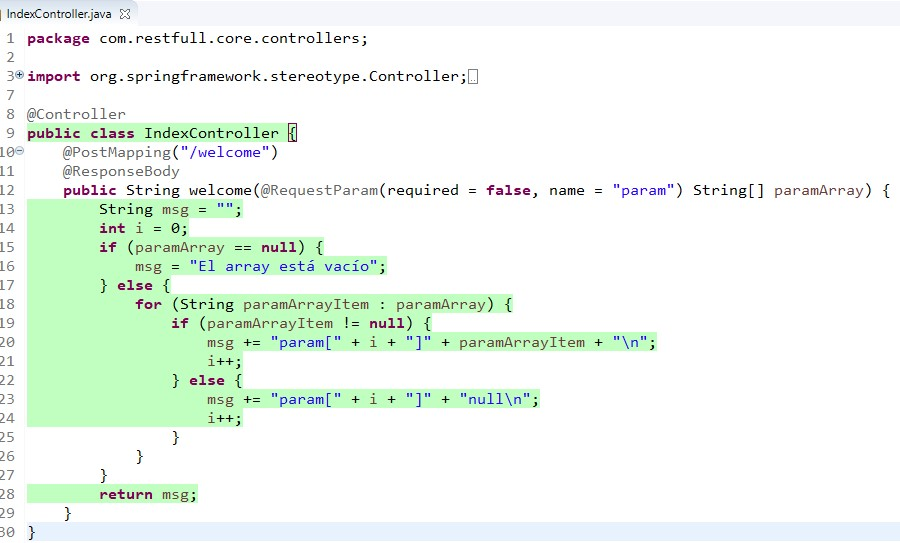 IndexController.java
1 package com.restfull.core.controllers;
2
3 import org.springframework.stereotype.Controller;
7
8 @Controller
9 public class IndexController {
10 @PostMapping("/welcome")
11 @ResponseBody
12 public String welcome(@RequestParam(required = false, name = "param") String[] paramArray) {
13 String msg = "";
14 int i = 0;
15 if (paramArray == null) {
16 msg = "El array está vacío";
17 } else {
18 for (String paramArrayItem : paramArray) {
19 if (paramArrayItem != null) {
20 msg += "param[" + i + "]" + paramArrayItem + "\n";
21 i++;
22 } else {
23 msg += "param[" + i + "]" + "null\n";
24 i++;
25 }
26 }
27 }
28 return msg;
29 }
30 }